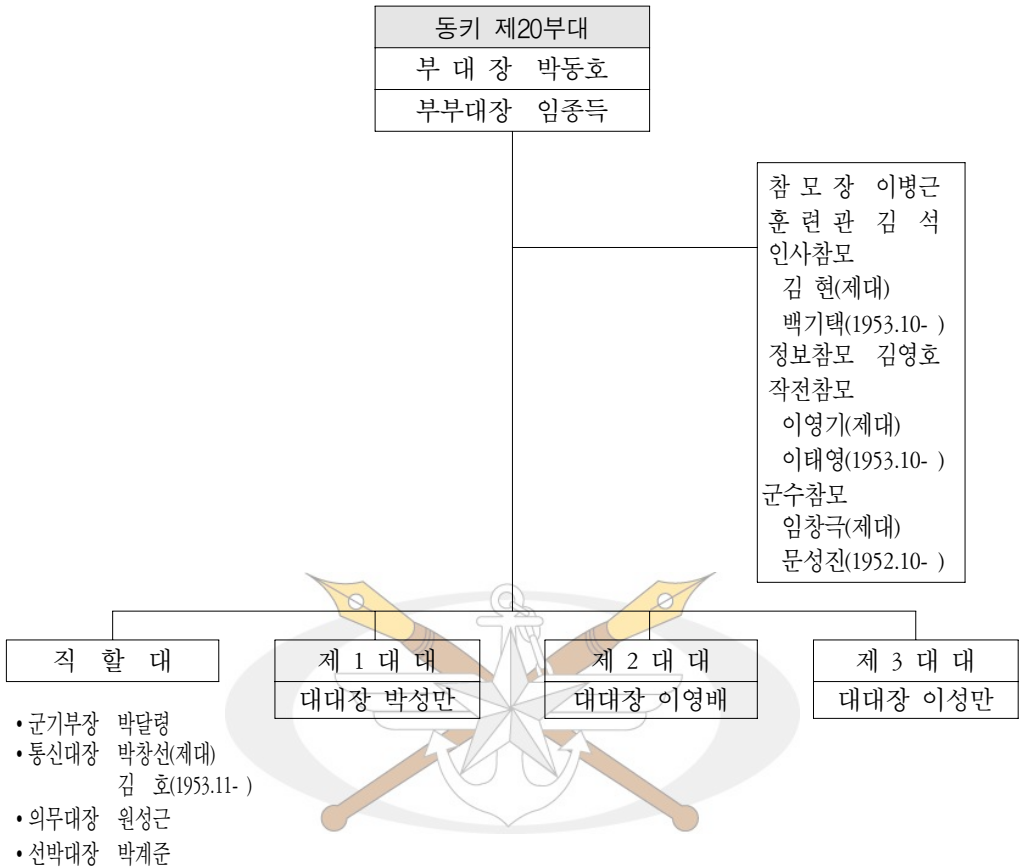 동키 제20부대
부 대 장 박동호
부부대장 임종득
참 모 장 이병근
훈 련 관 김 석
인사참모
김 현(제대)
백기택(1953.10- )
정보참모 김영호
작전참모
이영기(제대)
이태영(1953.10- )
군수참모
임창극(제대)
문성진(1952.10- )
직 할 대
• 군기부장 박달령
• 통신대장 박창선(제대)
김 호(1953.11- )
• 의무대장 원성근
• 선박대장 박계준
제 1 대 대
대대장 박성만
제 2 대 대
대대장 이영배
제 3 대 대
대대장 이성만